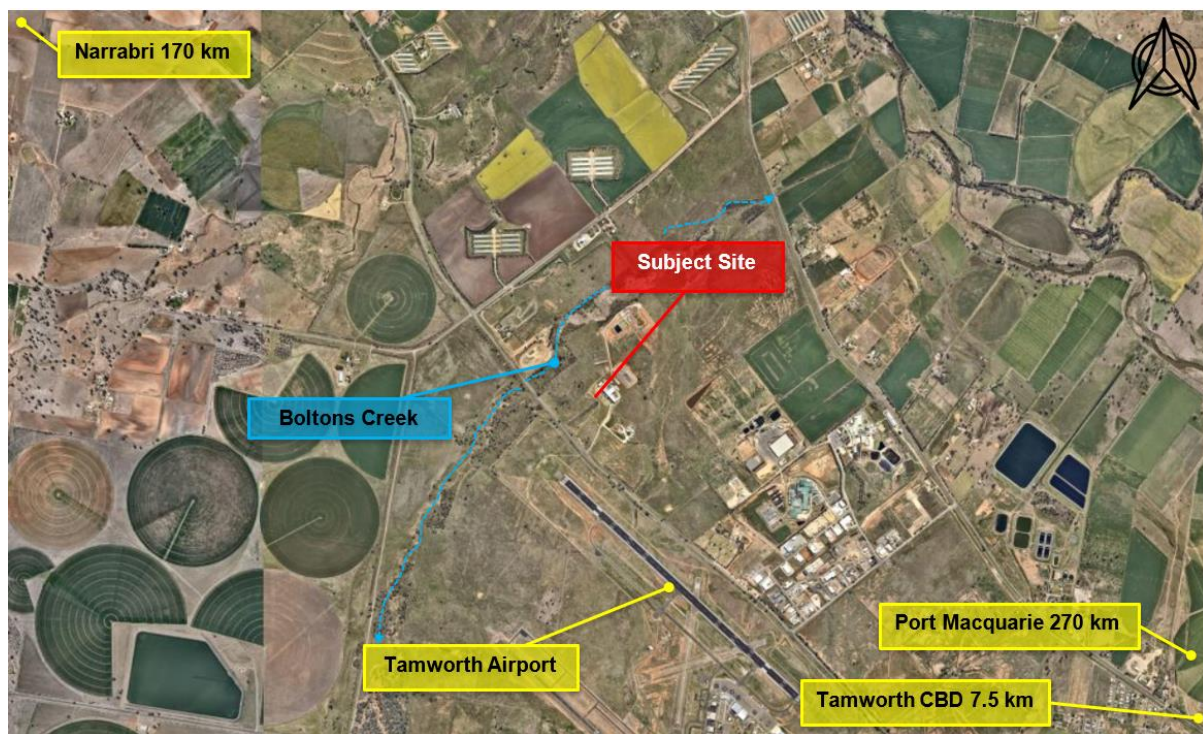 Narrabri 170 km
Subject Site
Boltons Creek
Port Macquarie 270 km
Tamworth Airport
Tamworth CBD 7.5 km